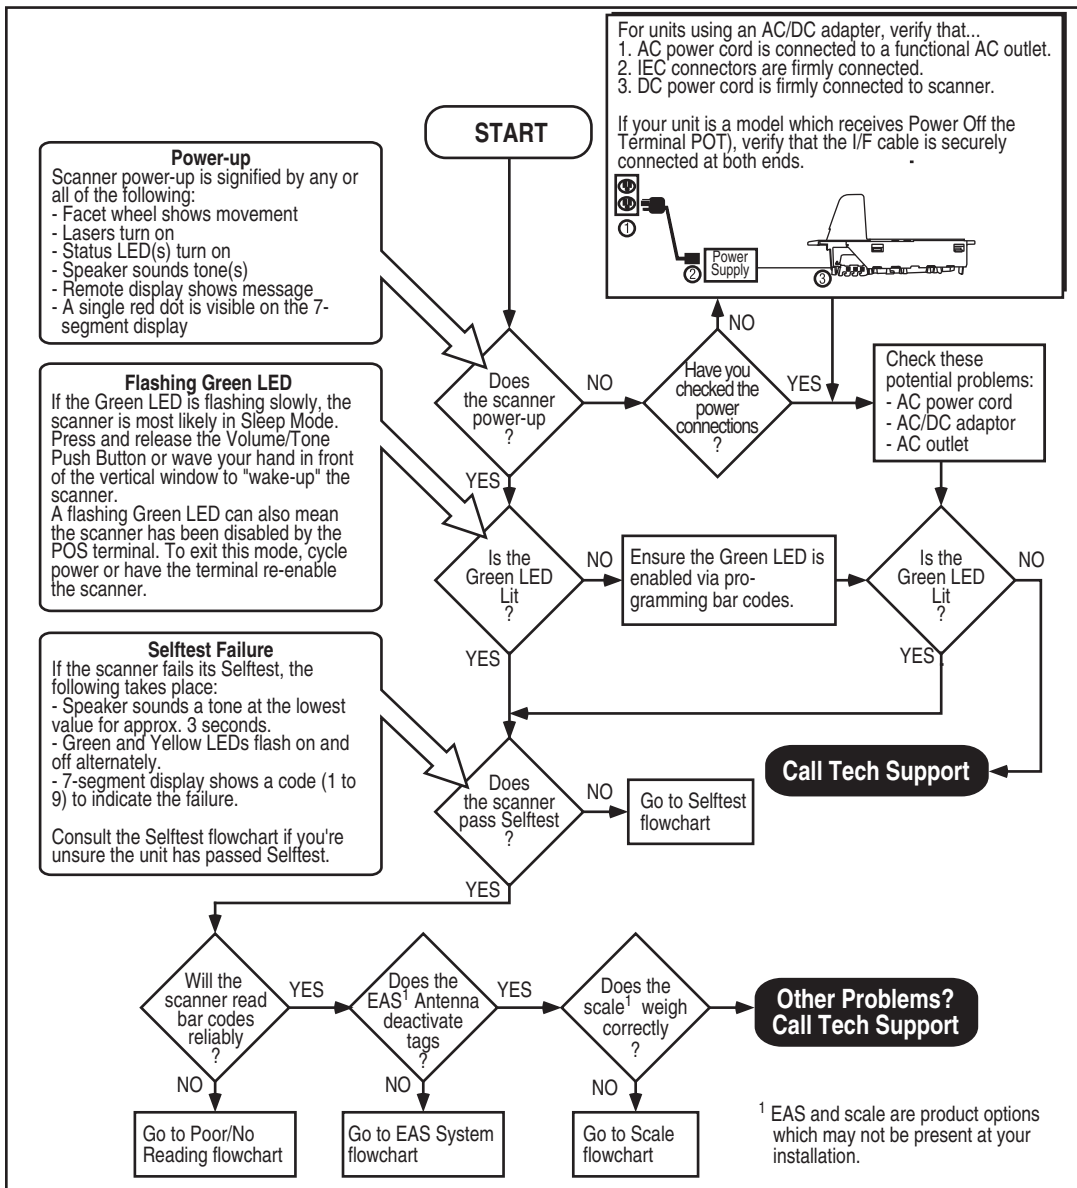 For units using an AC/DC adapter, verify that...
1. AC power cord is connected to a functional AC outlet.
2. IEC connectors are firmly connected.
3. DC power cord is firmly connected to scanner.
If your unit is a model which receives Power Off the
Terminal POT), verify that the I/F cable is securely
connected at both ends.
1
2
Power
Supply
3
START
Power-up
Scanner power-up is signified by any or
all of the following:
- Facet wheel shows movement
- Lasers turn on
- Status LED(s) turn on
- Speaker sounds tone(s)
- Remote display shows message
- A single red dot is visible on the 7-
segment display
Does
the scanner
power-up
?
NO
YES
Have you
checked the
power
connections
?
NO
YES
Check these
potential problems:
- AC power cord
- AC/DC adaptor
- AC outlet
Flashing Green LED
If the Green LED is flashing slowly, the
scanner is most likely in Sleep Mode.
Press and release the Volume/Tone
Push Button or wave your hand in front
of the vertical window to "wake-up" the
scanner.
A flashing Green LED can also mean
the scanner has been disabled by the
POS terminal. To exit this mode, cycle
power or have the terminal re-enable
the scanner.
Is the
Green LED
Lit
?
NO
YES
Ensure the Green LED is
enabled via pro-
gramming bar codes.
Is the
Green LED
Lit
?
NO
YES
Call Tech Support
Selftest Failure
If the scanner fails its Selftest, the
following takes place:
- Speaker sounds a tone at the lowest
value for approx. 3 seconds.
- Green and Yellow LEDs flash on and
off alternately.
- 7-segment display shows a code (1 to
9) to indicate the failure.
Consult the Selftest flowchart if you're
unsure the unit has passed Selftest.
Does
the scanner
pass Selftest
?
NO
YES
Go to Selftest
flowchart
Will the
scanner read
bar codes
reliably
?
YES
NO
Go to Poor/No
Reading flowchart
Does the
EAS1 Antenna
deactivate
tags
?
YES
NO
Go to EAS System
flowchart
Does the
scale1 weigh
correctly
?
NO
Go to Scale
flowchart
Other Problems?
Call Tech Support
1 EAS and scale are product options
which may not be present at your
installation.